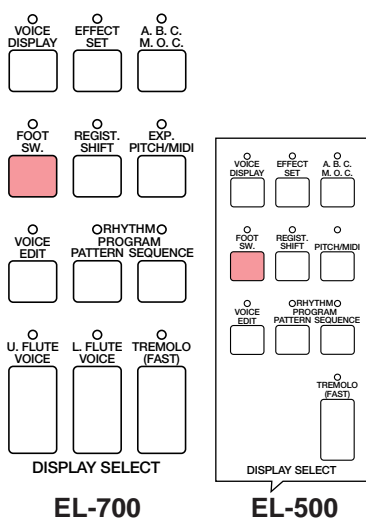 VOICE DISPLAY
EFFECT SET
A. B. C. M. O. C.
FOOT SW.
REGIST. SHIFT
EXP. PITCH/MIDI
VOICE EDIT
RHYTHM PROGRAM
PATTERN SEQUENCE
U. FLUTE VOICE
L. FLUTE VOICE
TREMOLO (FAST)
DISPLAY SELECT
EL-700
VOICE DISPLAY
EFFECT SET
A. B. C. M. O. C.
FOOT SW.
REGIST. SHIFT
PITCH/MIDI
VOICE EDIT
RHYTHM PROGRAM
PATTERN SEQUENCE
TREMOLO (FAST)
DISPLAY SELECT
EL-500